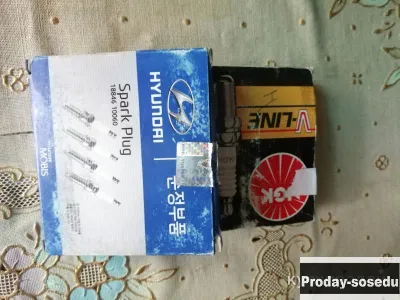 Spark Plug
18846 10060
HYUNDAI
MOBIS
순정부품
V-LINE
NGK
Proday-sosedu